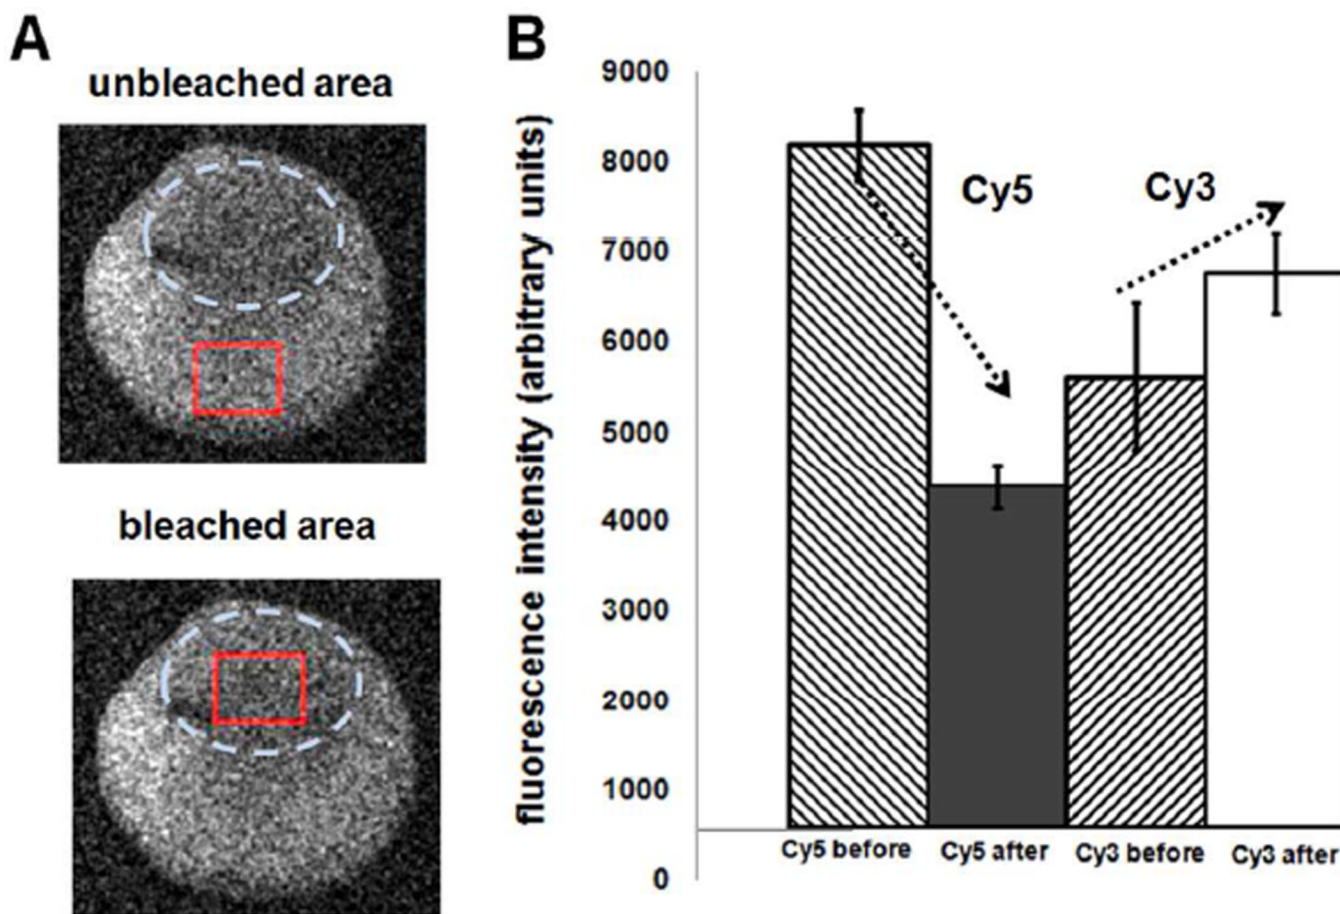 A
unbleached area
bleached area
B
fluorescence intensity (arbitrary units)
9000
8000
7000
6000
5000
4000
3000
2000
1000
0
Cy5
Cy3
Cy5 before
Cy5 after
Cy3 before
Cy3 after